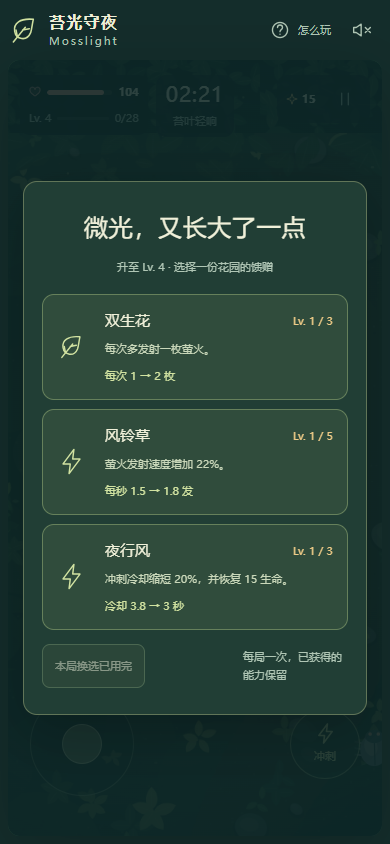 苔光守夜
Mosslight
怎么玩
104
02:21
15
Lv. 4
0/28
苔叶轻响
微光，又长大了一点
升至 Lv. 4 · 选择一份花园的馈赠
双生花
Lv. 1 / 3
每次多发射一枚萤火。
每次 1 → 2 枚
风铃草
Lv. 1 / 5
萤火发射速度增加 22%。
每秒 1.5 → 1.8 发
夜行风
Lv. 1 / 3
冲刺冷却缩短 20%，并恢复 15 生命。
冷却 3.8 → 3 秒
本局换选已用完
每局一次，已获得的
能力保留
冲刺